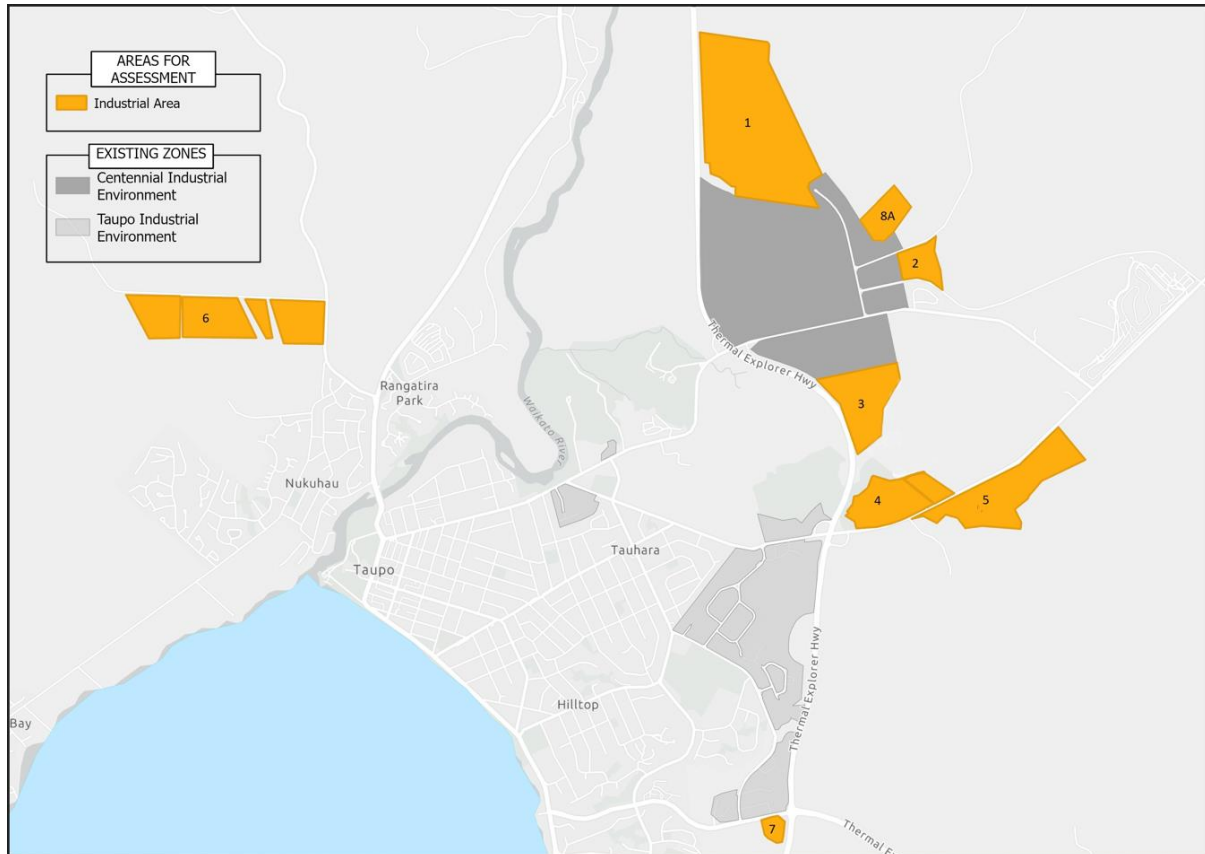 AREAS FOR
ASSESSMENT
Industrial Area
EXISTING ZONES
Centennial Industrial
Environment
Taupo Industrial
Environment
1
8A
2
6
Thermal Explorer Hwy
Rangatira
Park
3
Waikato River
Nukuhau
4
5
Tauhara
Taupo
Thermal Explorer Hwy
Hilltop
Bay
7
Thermal E